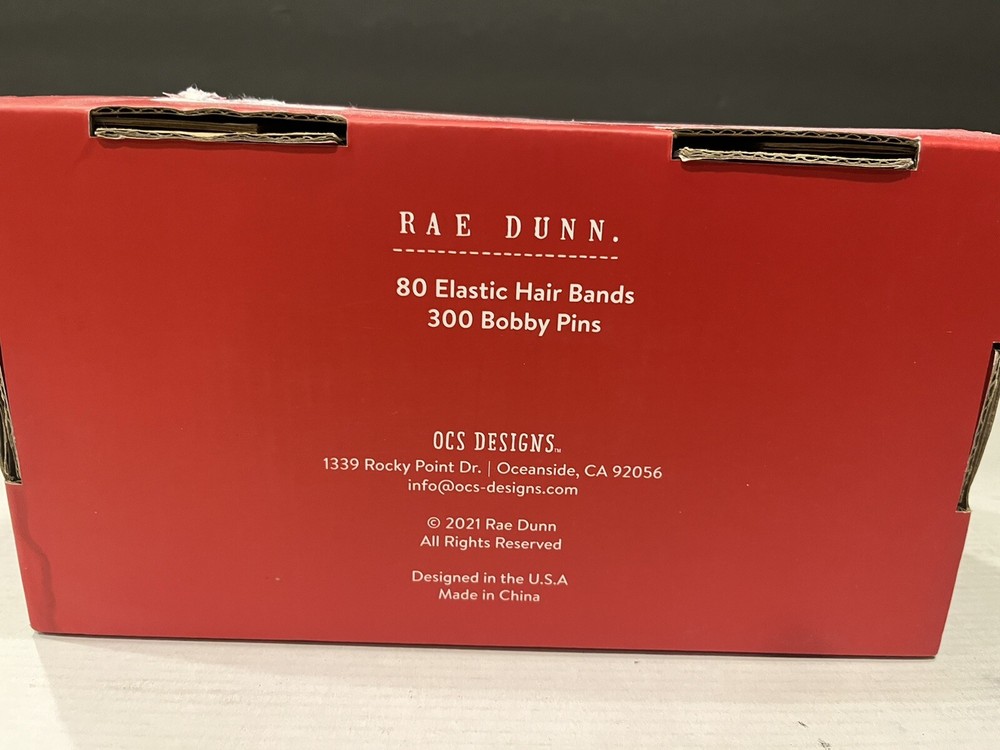 RAE DUNN.
80 Elastic Hair Bands
300 Bobby Pins
OCS DESIGNS™
1339 Rocky Point Dr. | Oceanside, CA 92056
info@ocs-designs.com
© 2021 Rae Dunn
All Rights Reserved
Designed in the U.S.A
Made in China